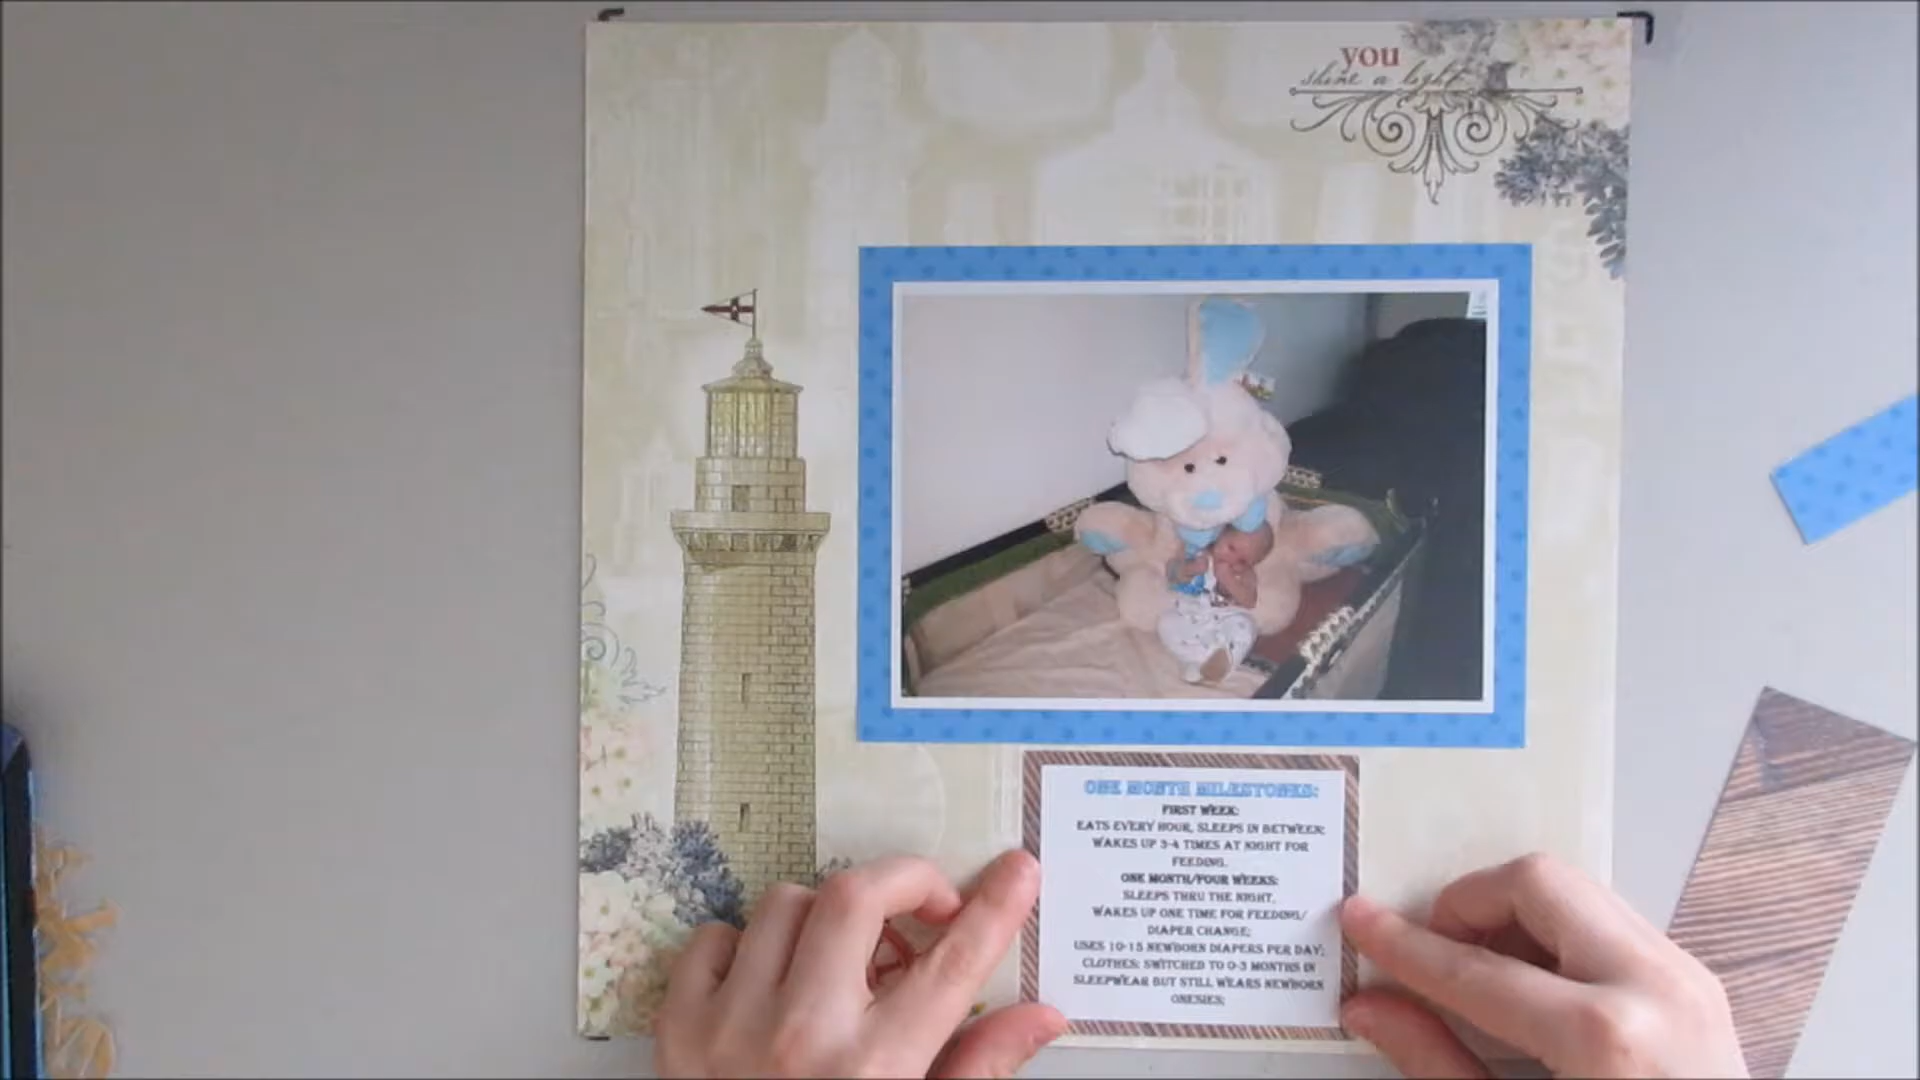 you
shine a light
ONE MONTH MILESTONES:
FIRST WEEK:
EATS EVERY HOUR, SLEEPS IN BETWEEN;
WAKES UP 3-4 TIMES AT NIGHT FOR
FEEDING.
ONE MONTH/FOUR WEEKS:
SLEEPS THRU THE NIGHT,
WAKES UP ONE TIME FOR FEEDING/
DIAPER CHANGE;
USES 10-15 NEWBORN DIAPERS PER DAY;
CLOTHES: SWITCHED TO 0-3 MONTHS IN
SLEEPWEAR BUT STILL WEARS NEWBORN
ONESIES;